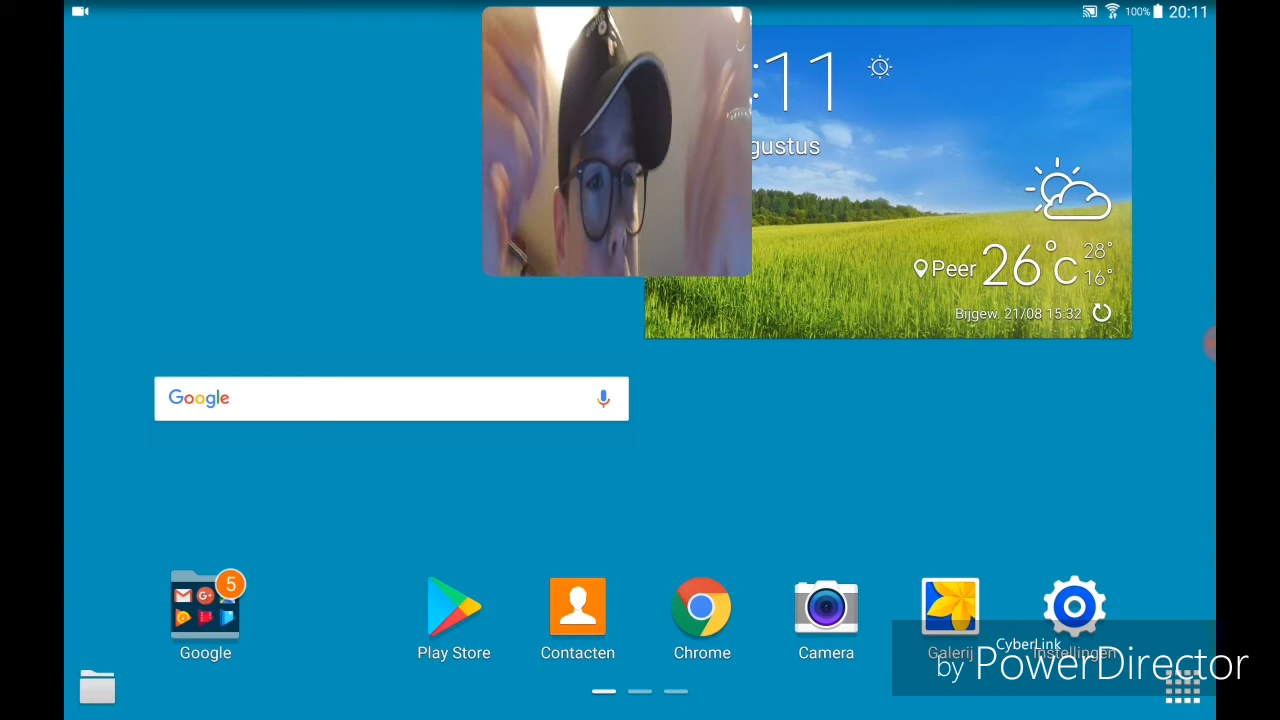 100% 20:11
:11
gustus
Peer 26°C 28°
16°
Bijgew. 21/08 15:32
Google
5
Google
Play Store
Contacten
Chrome
Camera
Galerij
Instellingen
CyberLink
by PowerDirector